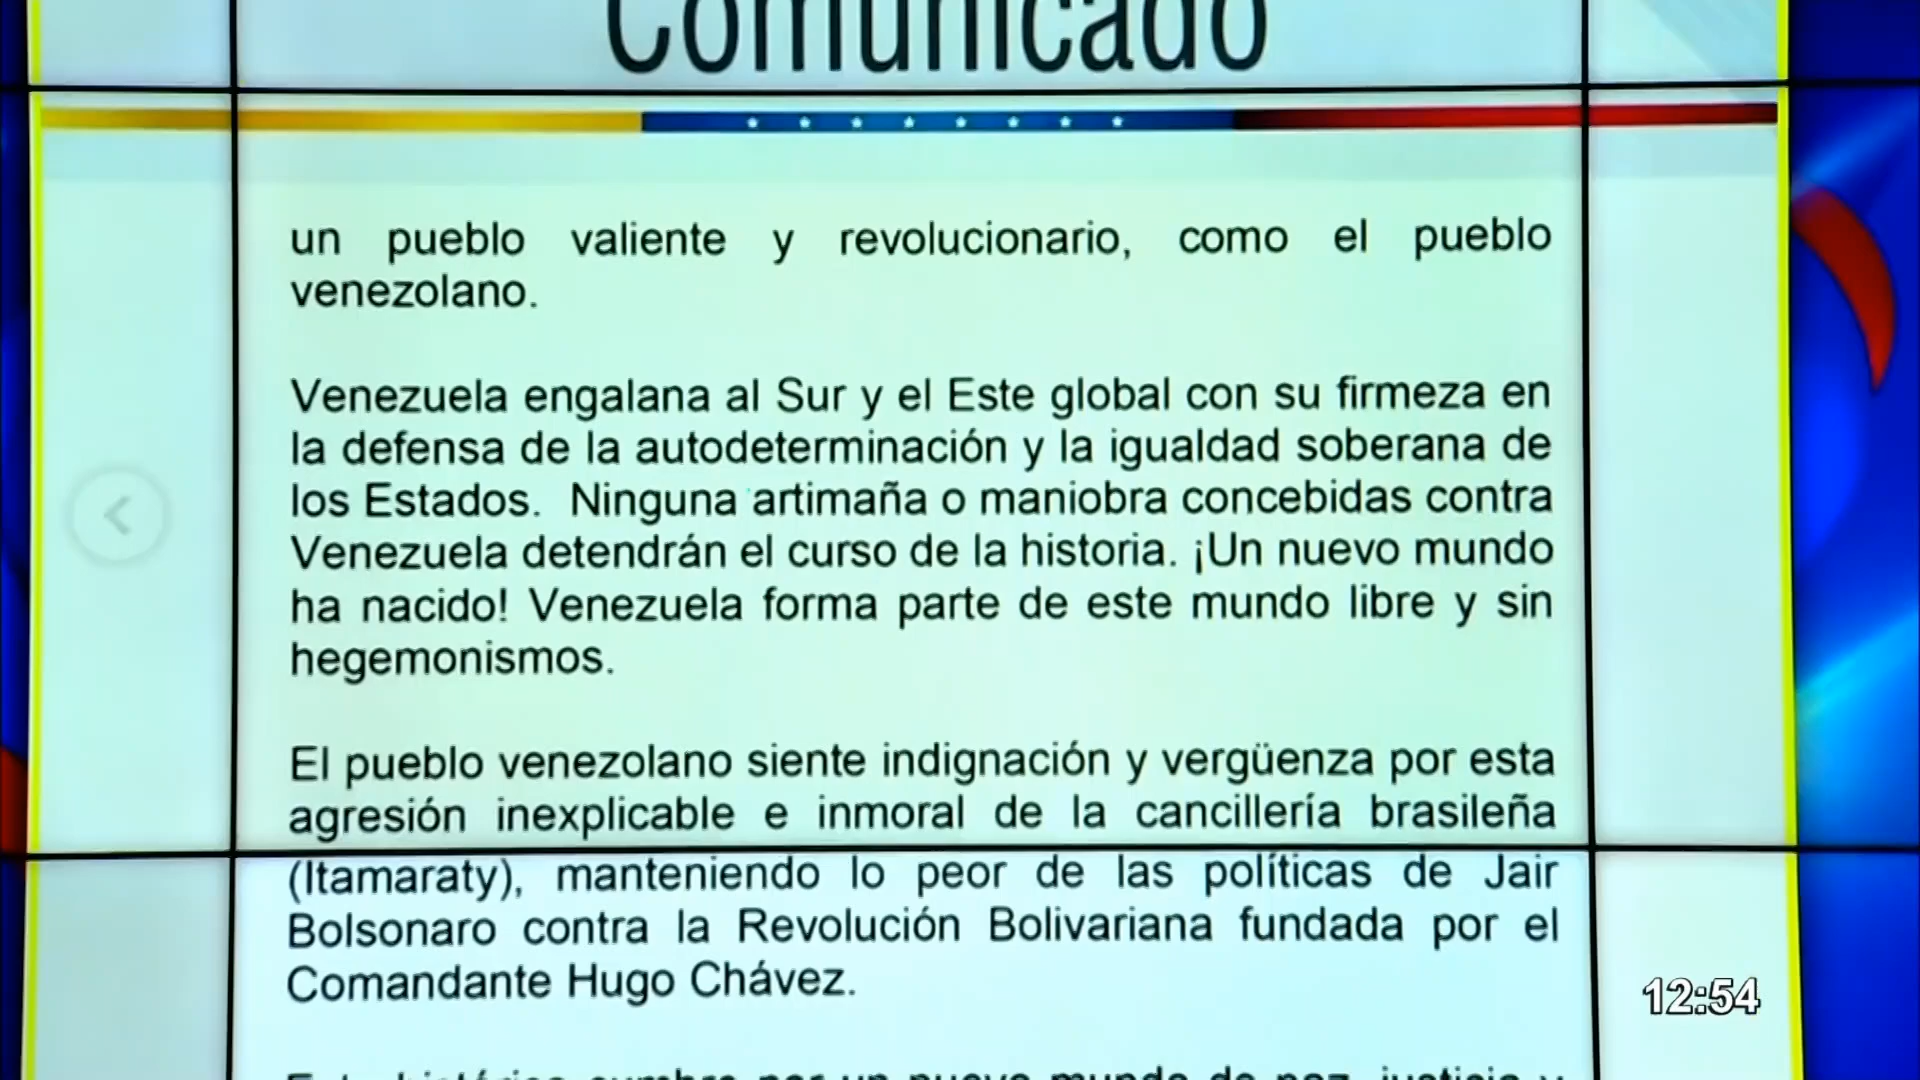 Comunicado
un pueblo valiente y revolucionario, como el pueblo
venezolano.
Venezuela engalana al Sur y el Este global con su firmeza en
la defensa de la autodeterminación y la igualdad soberana de
los Estados. Ninguna artimaña o maniobra concebidas contra
Venezuela detendrán el curso de la historia. ¡Un nuevo mundo
ha nacido! Venezuela forma parte de este mundo libre y sin
hegemonismos.
El pueblo venezolano siente indignación y vergüenza por esta
agresión inexplicable e inmoral de la cancillería brasileña
(Itamaraty), manteniendo lo peor de las políticas de Jair
Bolsonaro contra la Revolución Bolivariana fundada por el
Comandante Hugo Chávez.
12:54